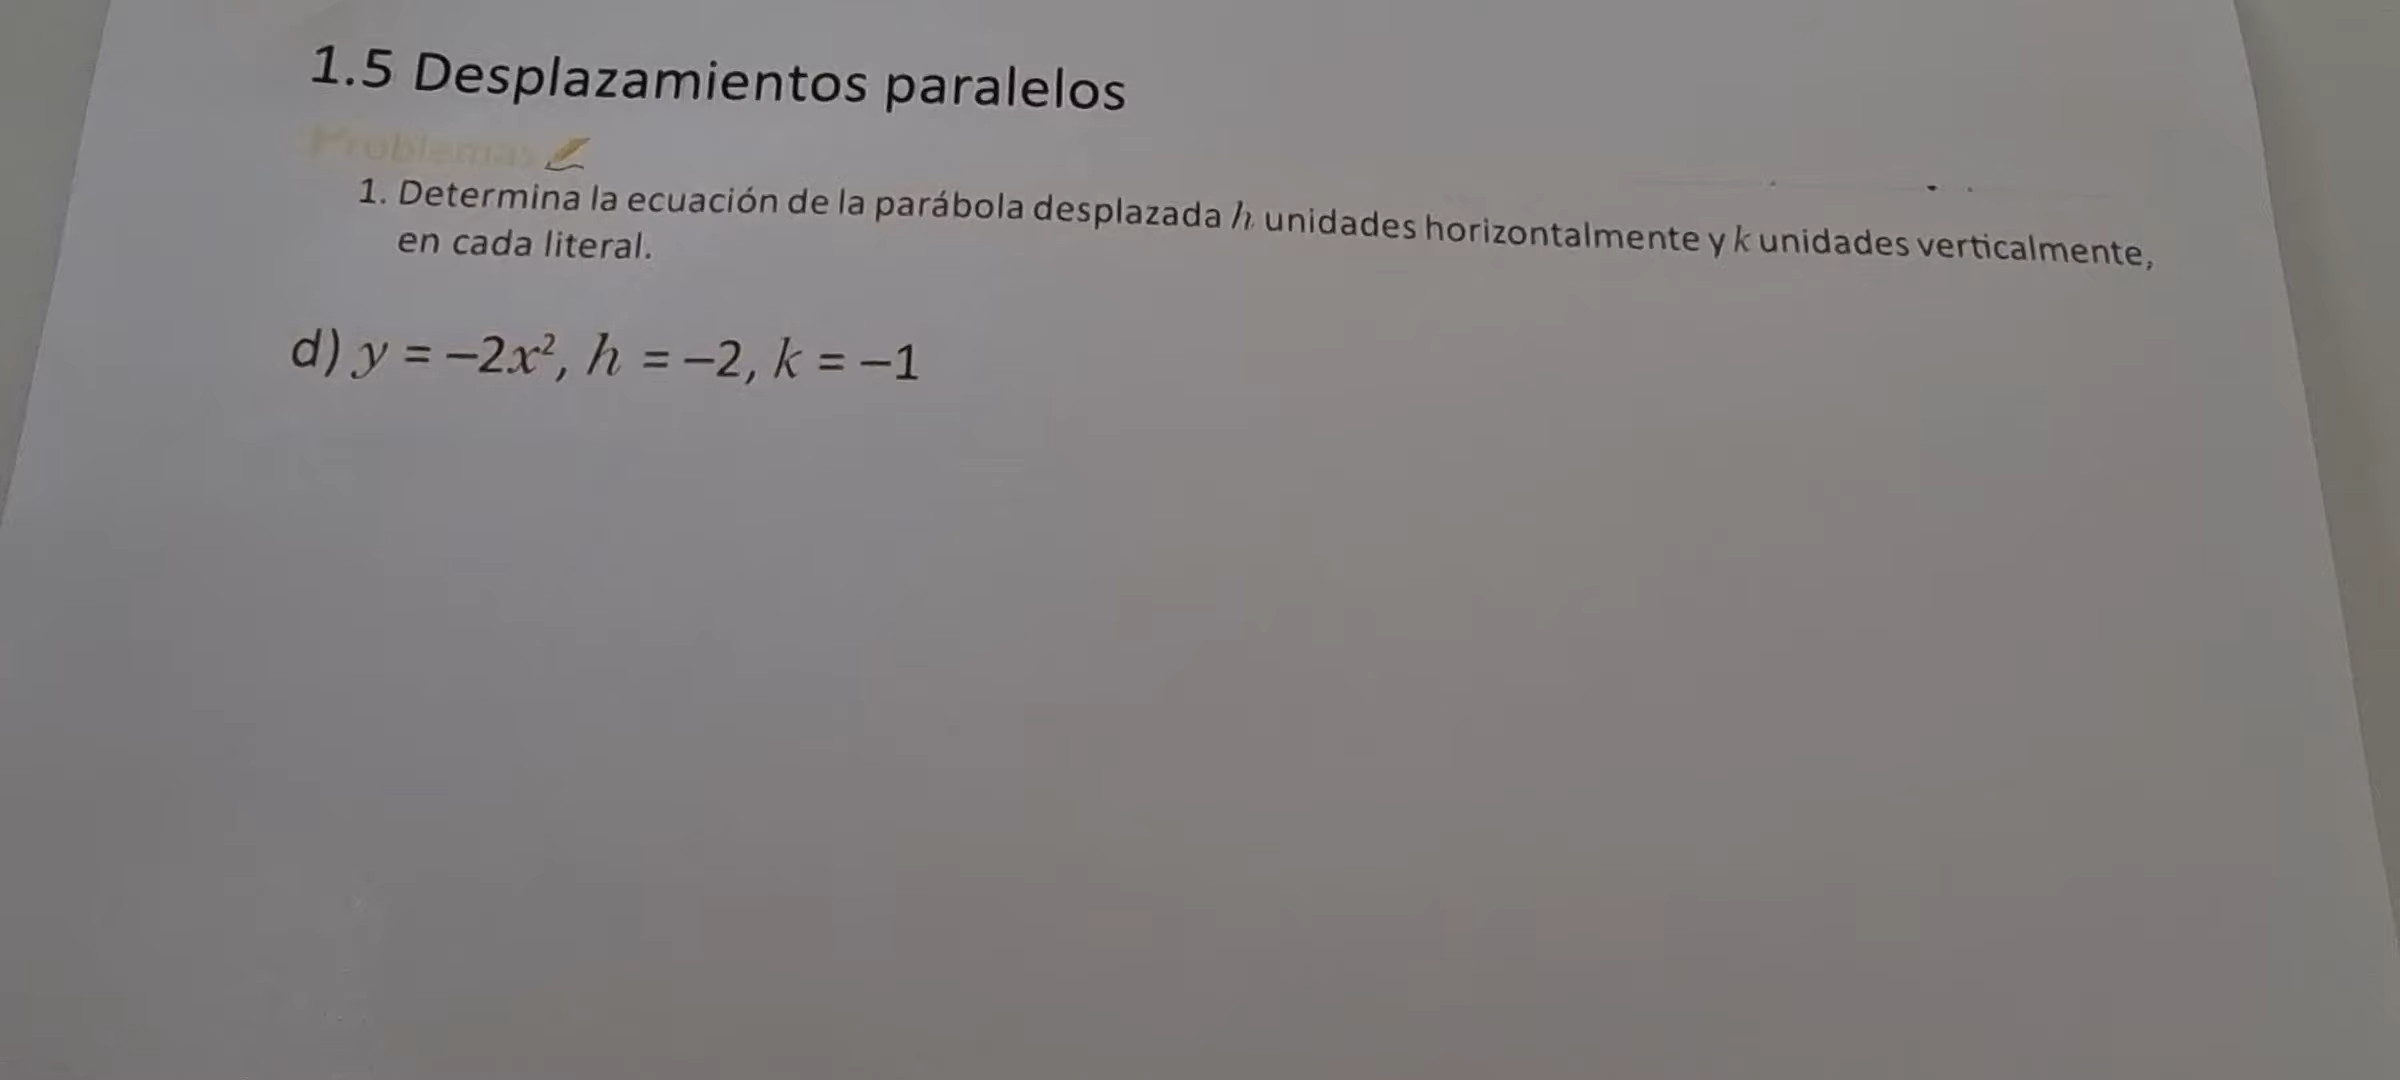 1.5 Desplazamientos paralelos
Problemas
1. Determina la ecuación de la parábola desplazada h unidades horizontalmente y k unidades verticalmente,
en cada literal.
d) y = −2x², h = −2, k = −1